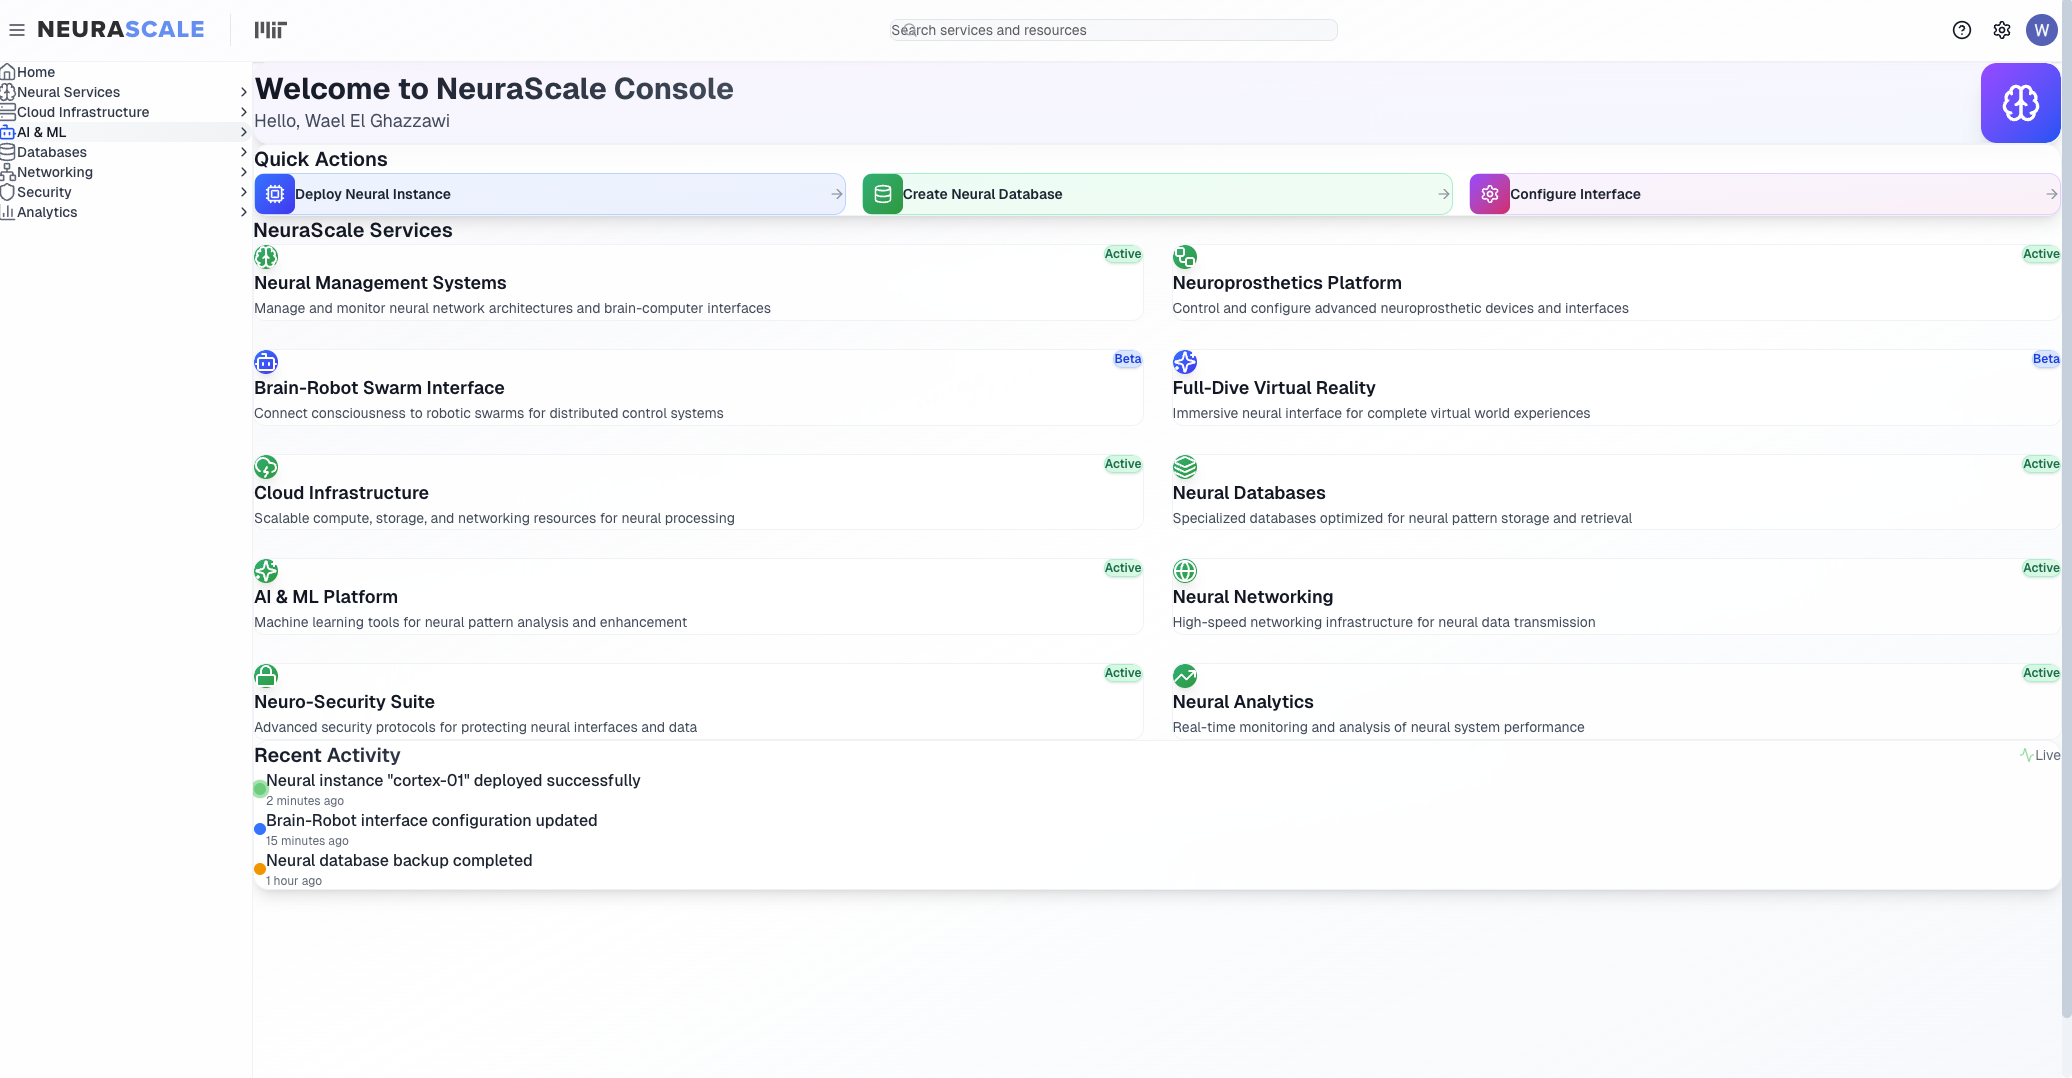 NEURASCALE
MIT
Search services and resources
W
Home
Neural Services
Cloud Infrastructure
AI & ML
Databases
Networking
Security
Analytics
Welcome to NeuraScale Console
Hello, Wael El Ghazzawi
Quick Actions
Deploy Neural Instance
Create Neural Database
Configure Interface
NeuraScale Services
Active
Neural Management Systems
Manage and monitor neural network architectures and brain-computer interfaces
Active
Neuroprosthetics Platform
Control and configure advanced neuroprosthetic devices and interfaces
Beta
Brain-Robot Swarm Interface
Connect consciousness to robotic swarms for distributed control systems
Beta
Full-Dive Virtual Reality
Immersive neural interface for complete virtual world experiences
Active
Cloud Infrastructure
Scalable compute, storage, and networking resources for neural processing
Active
Neural Databases
Specialized databases optimized for neural pattern storage and retrieval
Active
AI & ML Platform
Machine learning tools for neural pattern analysis and enhancement
Active
Neural Networking
High-speed networking infrastructure for neural data transmission
Active
Neuro-Security Suite
Advanced security protocols for protecting neural interfaces and data
Active
Neural Analytics
Real-time monitoring and analysis of neural system performance
Recent Activity
Live
Neural instance "cortex-01" deployed successfully
2 minutes ago
Brain-Robot interface configuration updated
15 minutes ago
Neural database backup completed
1 hour ago